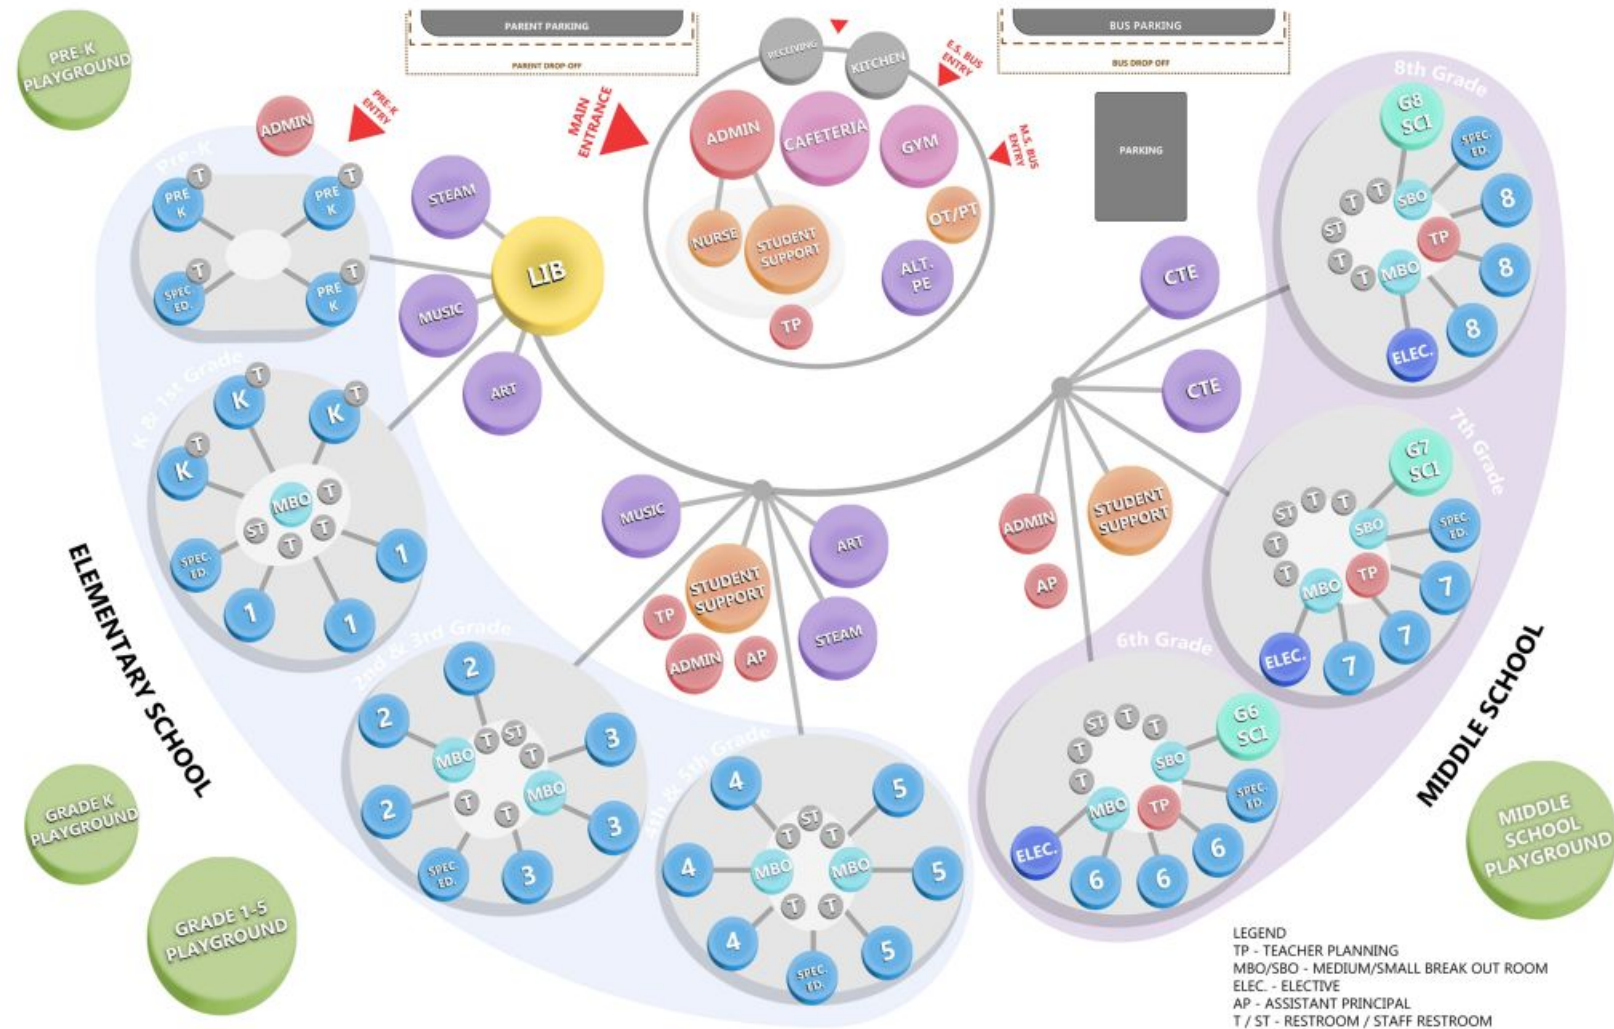 PRE-K
PLAYGROUND
PARENT PARKING
PARENT DROP-OFF
RECEIVING
KITCHEN
E.S. BUS
ENTRY
BUS PARKING
BUS DROP OFF
MAIN
ENTRANCE
ADMIN
CAFETERIA
GYM
M.S. BUS
ENTRY
PARKING
NURSE
STUDENT
SUPPORT
OT/PT
ALT.
PE
TP
ADMIN
PRE-K
ENTRY
Pre-K
PRE
K
T
PRE
K
T
SPEC
ED.
T
PRE
K
T
STEAM
MUSIC
LIB
ART
K & 1st Grade
K
T
K
T
K
T
MBO
T
ST
T
T
SPEC.
ED.
1
1
1
ELEMENTARY SCHOOL
2nd & 3rd Grade
2
2
2
MBO
T
ST
T
MBO
T
T
3
3
3
SPEC.
ED.
MUSIC
STUDENT
SUPPORT
TP
ADMIN
AP
ART
STEAM
4th & 5th Grade
4
4
4
T
ST
T
MBO
MBO
T
T
5
5
5
SPEC.
ED.
CTE
CTE
ADMIN
AP
STUDENT
SUPPORT
8th Grade
G8
SCI
SPEC.
ED.
T
T
ST
T
T
SBO
TP
MBO
8
8
8
ELEC.
7th Grade
G7
SCI
SPEC.
ED.
ST
T
T
T
T
SBO
TP
MBO
7
7
7
ELEC.
6th Grade
G6
SCI
SPEC.
ED.
ST
T
T
T
T
SBO
TP
MBO
6
6
6
ELEC.
MIDDLE SCHOOL
GRADE K
PLAYGROUND
GRADE 1-5
PLAYGROUND
MIDDLE
SCHOOL
PLAYGROUND
LEGEND
TP - TEACHER PLANNING
MBO/SBO - MEDIUM/SMALL BREAK OUT ROOM
ELEC. - ELECTIVE
AP - ASSISTANT PRINCIPAL
T / ST - RESTROOM / STAFF RESTROOM